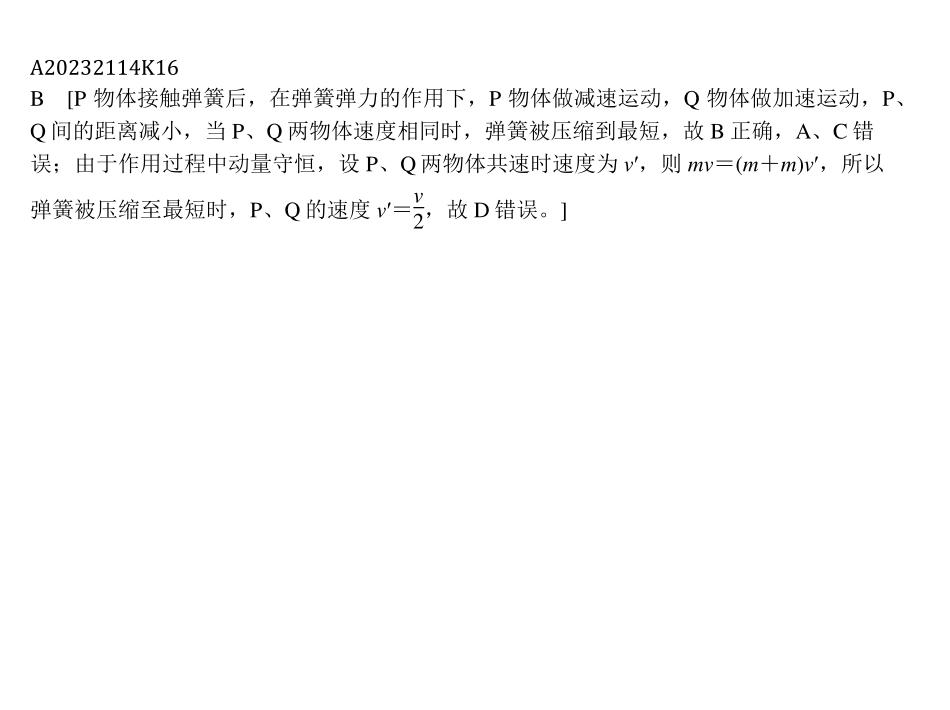 A20232114K16
B [P 物体接触弹簧后，在弹簧弹力的作用下，P 物体做减速运动，Q 物体做加速运动，P、
Q 间的距离减小，当 P、Q 两物体速度相同时，弹簧被压缩到最短，故 B 正确，A、C 错
误；由于作用过程中动量守恒，设 P、Q 两物体共速时速度为 v′，则 mv＝(m＋m)v′，所以
弹簧被压缩至最短时，P、Q 的速度 v′＝v/2，故 D 错误。]